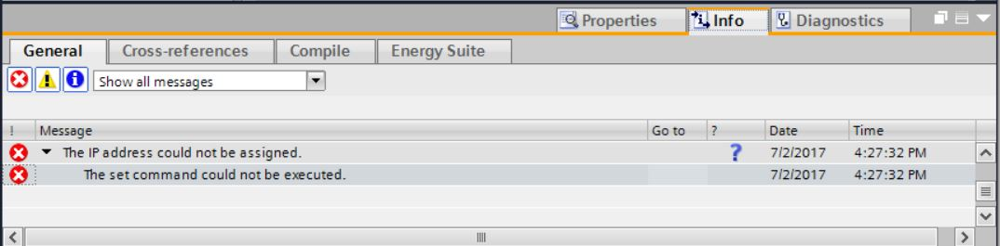 Properties Info Diagnostics
General Cross-references Compile Energy Suite
Show all messages
! Message Go to ? Date Time
The IP address could not be assigned. ? 7/2/2017 4:27:32 PM
The set command could not be executed. 7/2/2017 4:27:32 PM